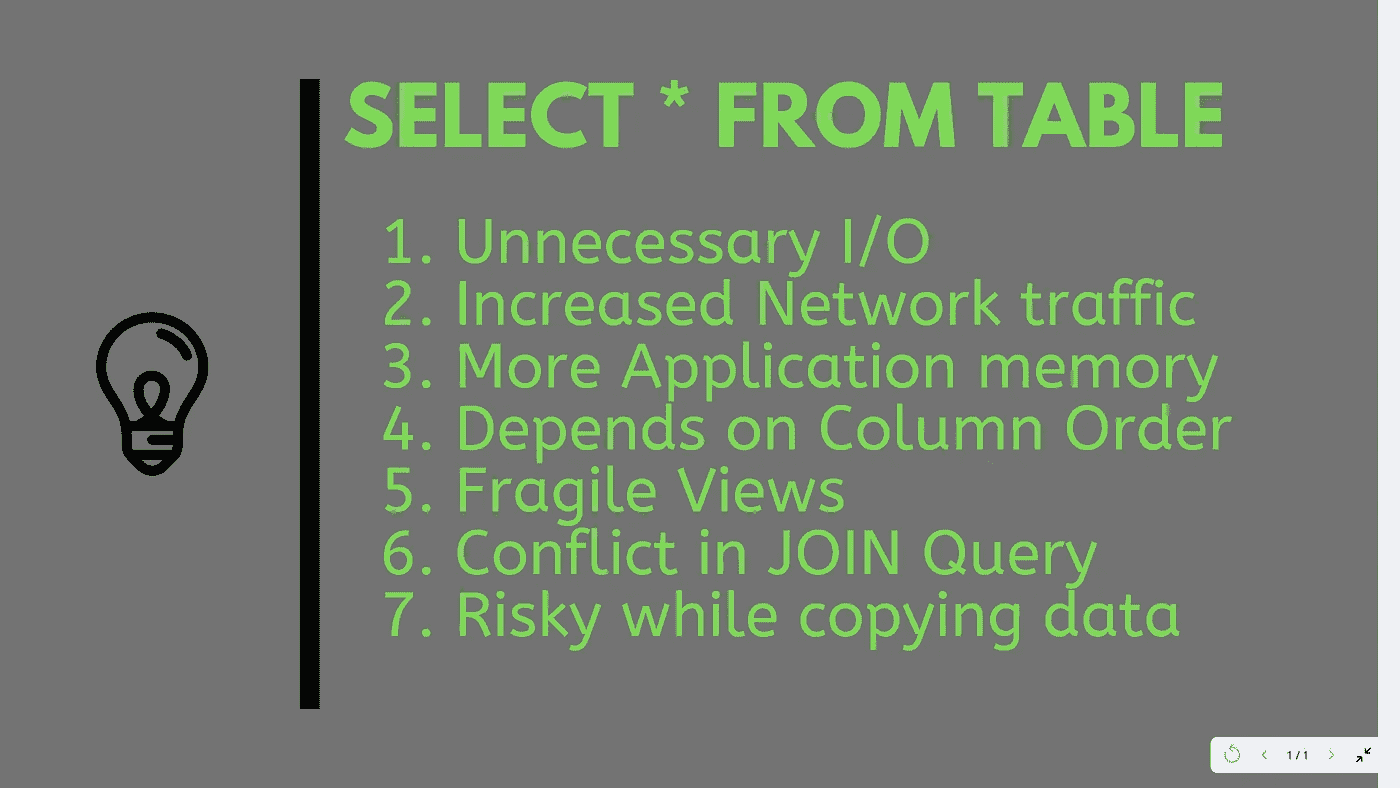 SELECT * FROM TABLE
1. Unnecessary I/O
2. Increased Network traffic
3. More Application memory
4. Depends on Column Order
5. Fragile Views
6. Conflict in JOIN Query
7. Risky while copying data
1/1